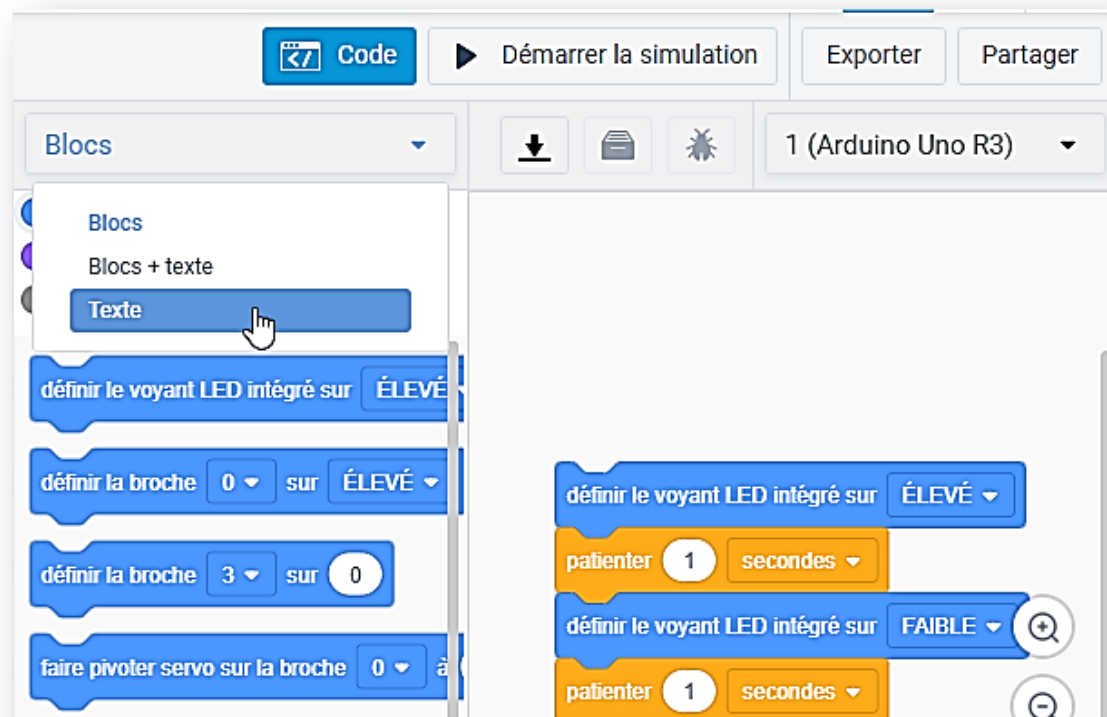 Code
Démarrer la simulation
Exporter
Partager
Blocs
1 (Arduino Uno R3)
Blocs
Blocs + texte
Texte
définir le voyant LED intégré sur ÉLEVÉ
définir la broche 0 sur ÉLEVÉ
définir la broche 3 sur 0
faire pivoter servo sur la broche 0 à
définir le voyant LED intégré sur ÉLEVÉ
patienter 1 secondes
définir le voyant LED intégré sur FAIBLE
patienter 1 secondes